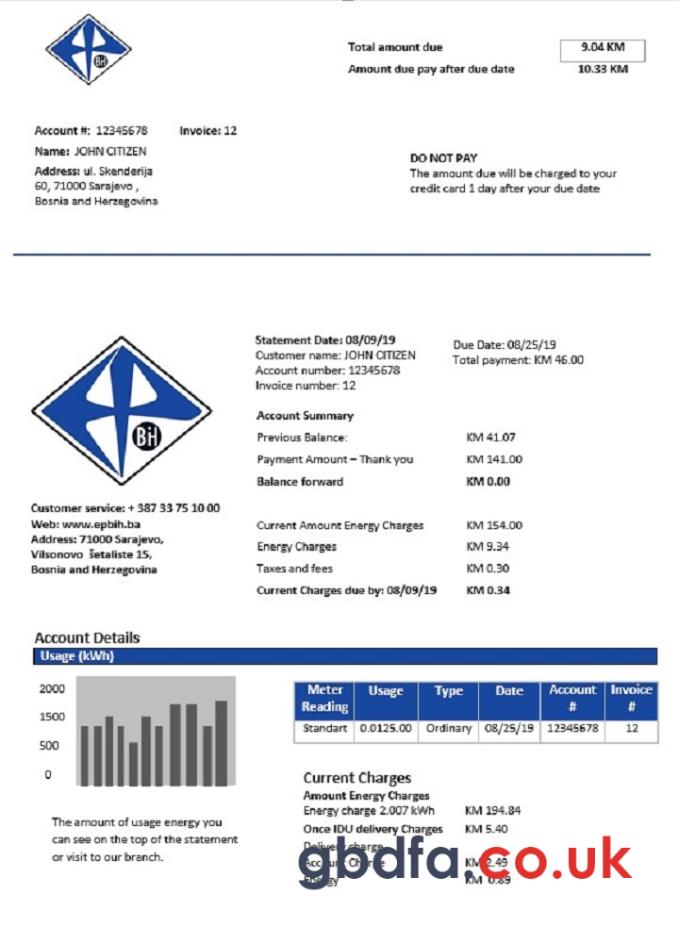 BiH
Total amount due 9.04 KM
Amount due pay after due date 10.33 KM
Account #: 12345678 Invoice: 12
Name: JOHN CITIZEN
Address: ul. Skenderija
60, 71000 Sarajevo ,
Bosnia and Herzegovina
DO NOT PAY
The amount due will be charged to your
credit card 1 day after your due date
BiH
Customer service: + 387 33 75 10 00
Web: www.epbih.ba
Address: 71000 Sarajevo,
Vilsonovo šetaliste 15,
Bosnia and Herzegovina
Statement Date: 08/09/19
Customer name: JOHN CITIZEN
Account number: 12345678
Invoice number: 12
Due Date: 08/25/19
Total payment: KM 46.00
Account Summary
Previous Balance: KM 41.07
Payment Amount – Thank you KM 141.00
Balance forward KM 0.00
Current Amount Energy Charges KM 154.00
Energy Charges KM 9.34
Taxes and fees KM 0.30
Current Charges due by: 08/09/19 KM 0.34
Account Details
Usage (kWh)
2000
1500
500
0
The amount of usage energy you
can see on the top of the statement
or visit to our branch.
Meter Reading Usage Type Date Account # Invoice #
Standart 0.0125.00 Ordinary 08/25/19 12345678 12
Current Charges
Amount Energy Charges
Energy charge 2.007 kWh KM 194.84
Once IDU delivery Charges KM 5.40
Delivery charge
Account Charge KM 2.49
Energy KM 0.89
gbdfa.co.uk